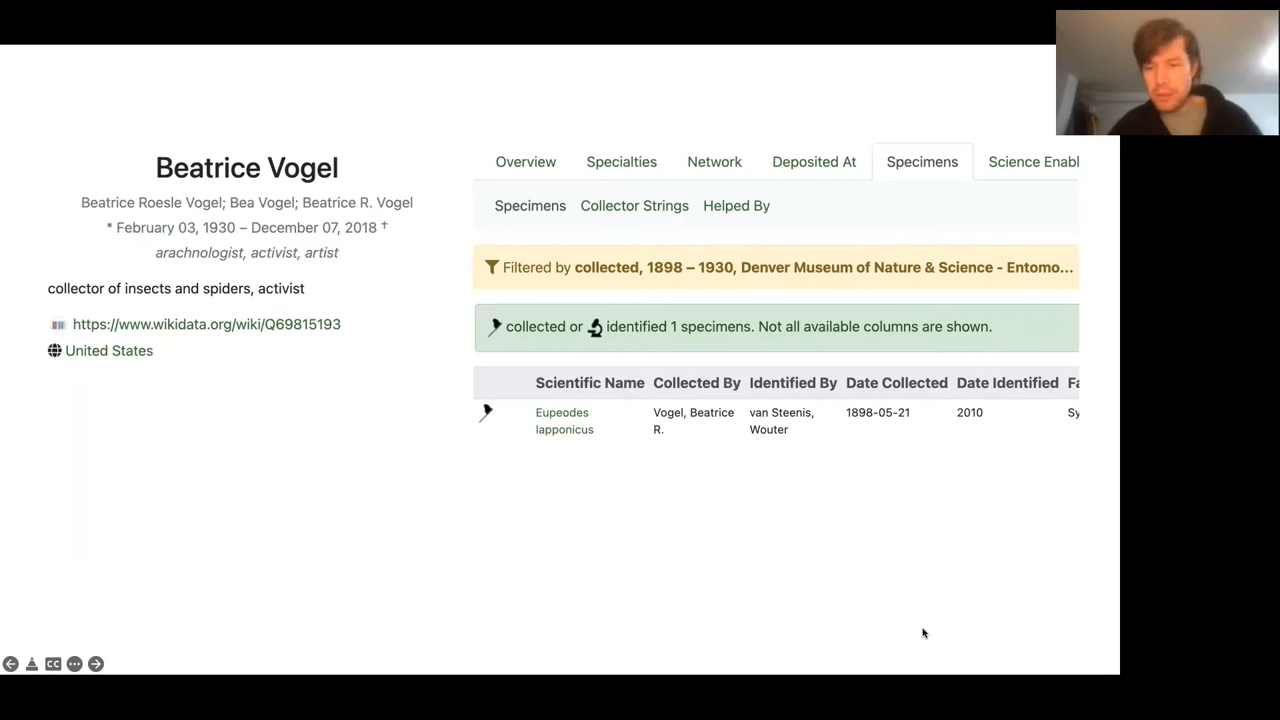 Beatrice Vogel
Beatrice Roesle Vogel; Bea Vogel; Beatrice R. Vogel
* February 03, 1930 – December 07, 2018 †
arachnologist, activist, artist
collector of insects and spiders, activist
https://www.wikidata.org/wiki/Q69815193
United States
Overview Specialties Network Deposited At Specimens Science Enabl
Specimens Collector Strings Helped By
Filtered by collected, 1898 – 1930, Denver Museum of Nature & Science - Entomo...
collected or identified 1 specimens. Not all available columns are shown.
Scientific Name Collected By Identified By Date Collected Date Identified Fa
Eupeodes Vogel, Beatrice van Steenis, 1898-05-21 2010 Sy
lapponicus R. Wouter
CC